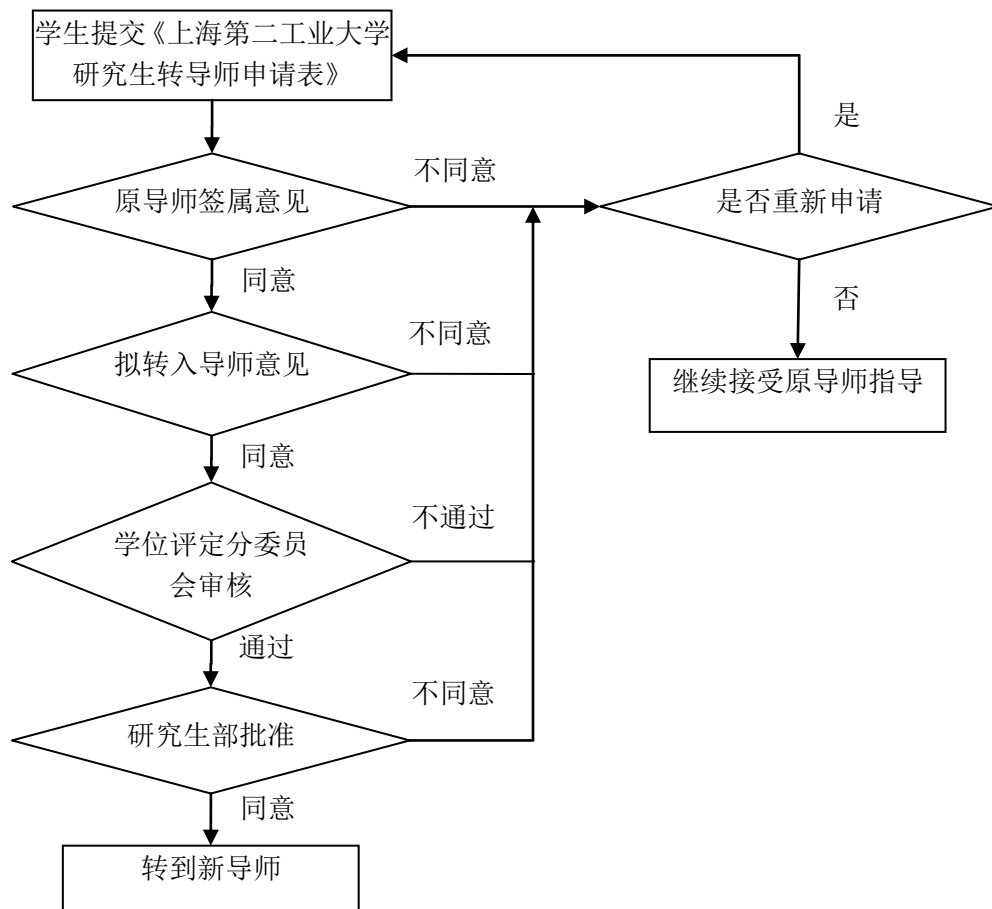 学生提交《上海第二工业大学
研究生转导师申请表》
是
原导师签属意见
不同意
是否重新申请
同意
否
拟转入导师意见
不同意
继续接受原导师指导
同意
学位评定分委员
会审核
不通过
通过
研究生部批准
不同意
同意
转到新导师